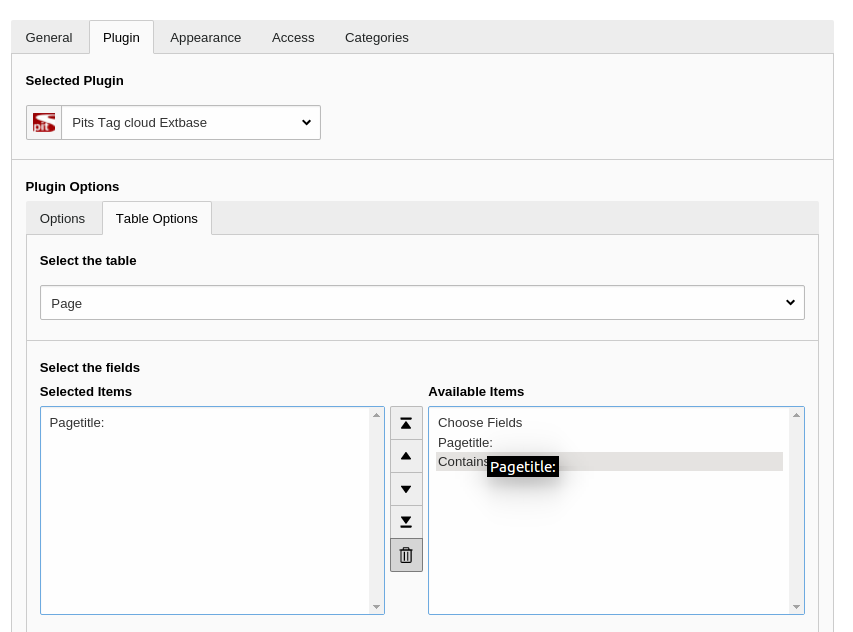 General Plugin Appearance Access Categories
Selected Plugin
pit Pits Tag cloud Extbase
Plugin Options
Options Table Options
Select the table
Page
Select the fields
Selected Items Available Items
Pagetitle: Choose Fields
Pagetitle:
Contains Pagetitle: